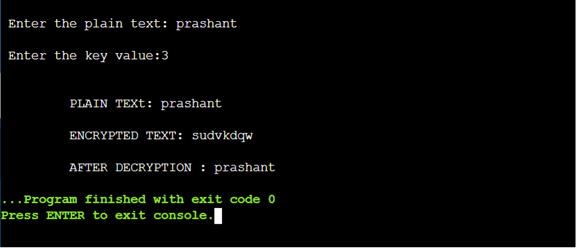 Enter the plain text: prashant
Enter the key value:3
PLAIN TEXt: prashant
ENCRYPTED TEXT: sudvkdqw
AFTER DECRYPTION : prashant
...Program finished with exit code 0
Press ENTER to exit console.